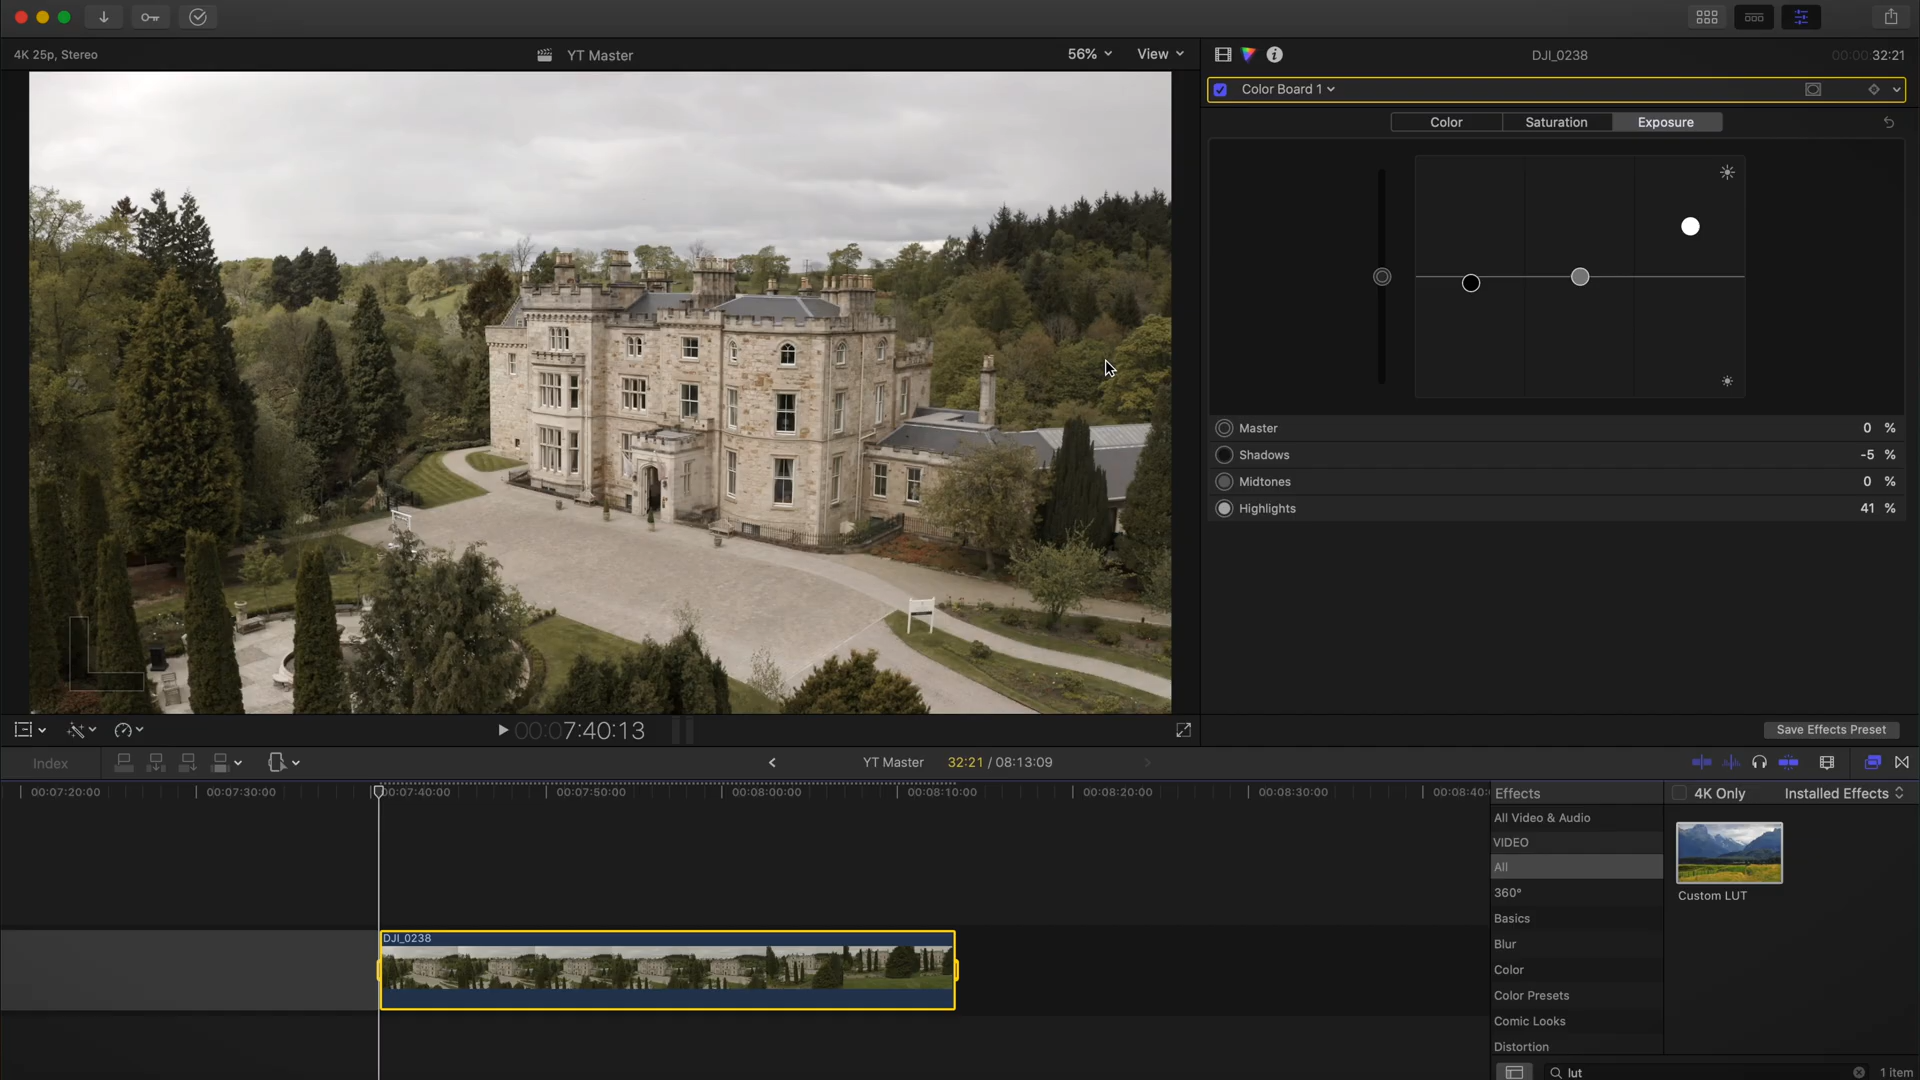 4K 25p, Stereo
YT Master
56%
View
DJI_0238
00:00:32:21
Color Board 1
Color
Saturation
Exposure
Master 0 %
Shadows -5 %
Midtones 0 %
Highlights 41 %
00:07:40:13
Save Effects Preset
Index
YT Master
32:21 / 08:13:09
00:07:20:00
00:07:30:00
00:07:40:00
00:07:50:00
00:08:00:00
00:08:10:00
00:08:20:00
00:08:30:00
00:08:40:
DJI_0238
Effects
4K Only
Installed Effects
All Video & Audio
VIDEO
All
360°
Basics
Blur
Color
Color Presets
Comic Looks
Distortion
Custom LUT
lut
1 item